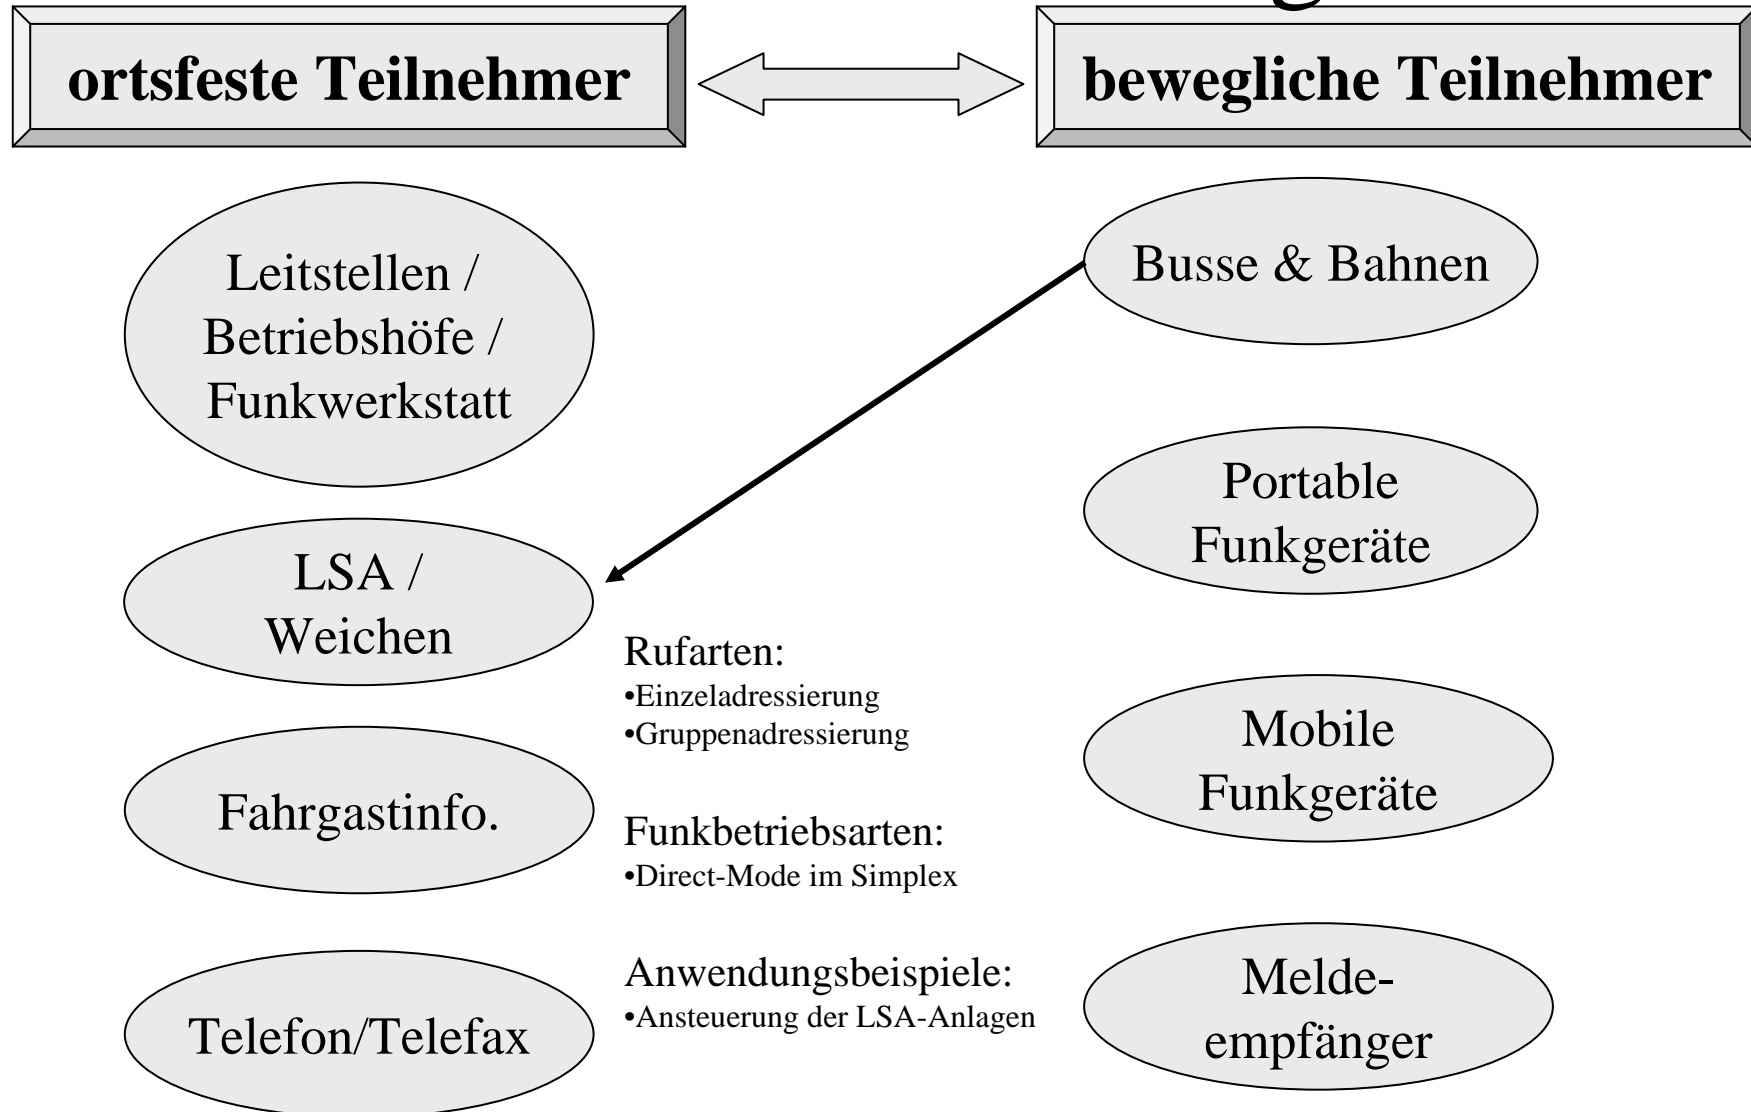 ortsfeste Teilnehmer
bewegliche Teilnehmer
Leitstellen /
Betriebshöfe /
Funkwerkstatt
LSA /
Weichen
Fahrgastinfo.
Telefon/Telefax
Rufarten:
•Einzeladressierung
•Gruppenadressierung
Funkbetriebsarten:
•Direct-Mode im Simplex
Anwendungsbeispiele:
•Ansteuerung der LSA-Anlagen
Busse & Bahnen
Portable
Funkgeräte
Mobile
Funkgeräte
Melde-
empfänger